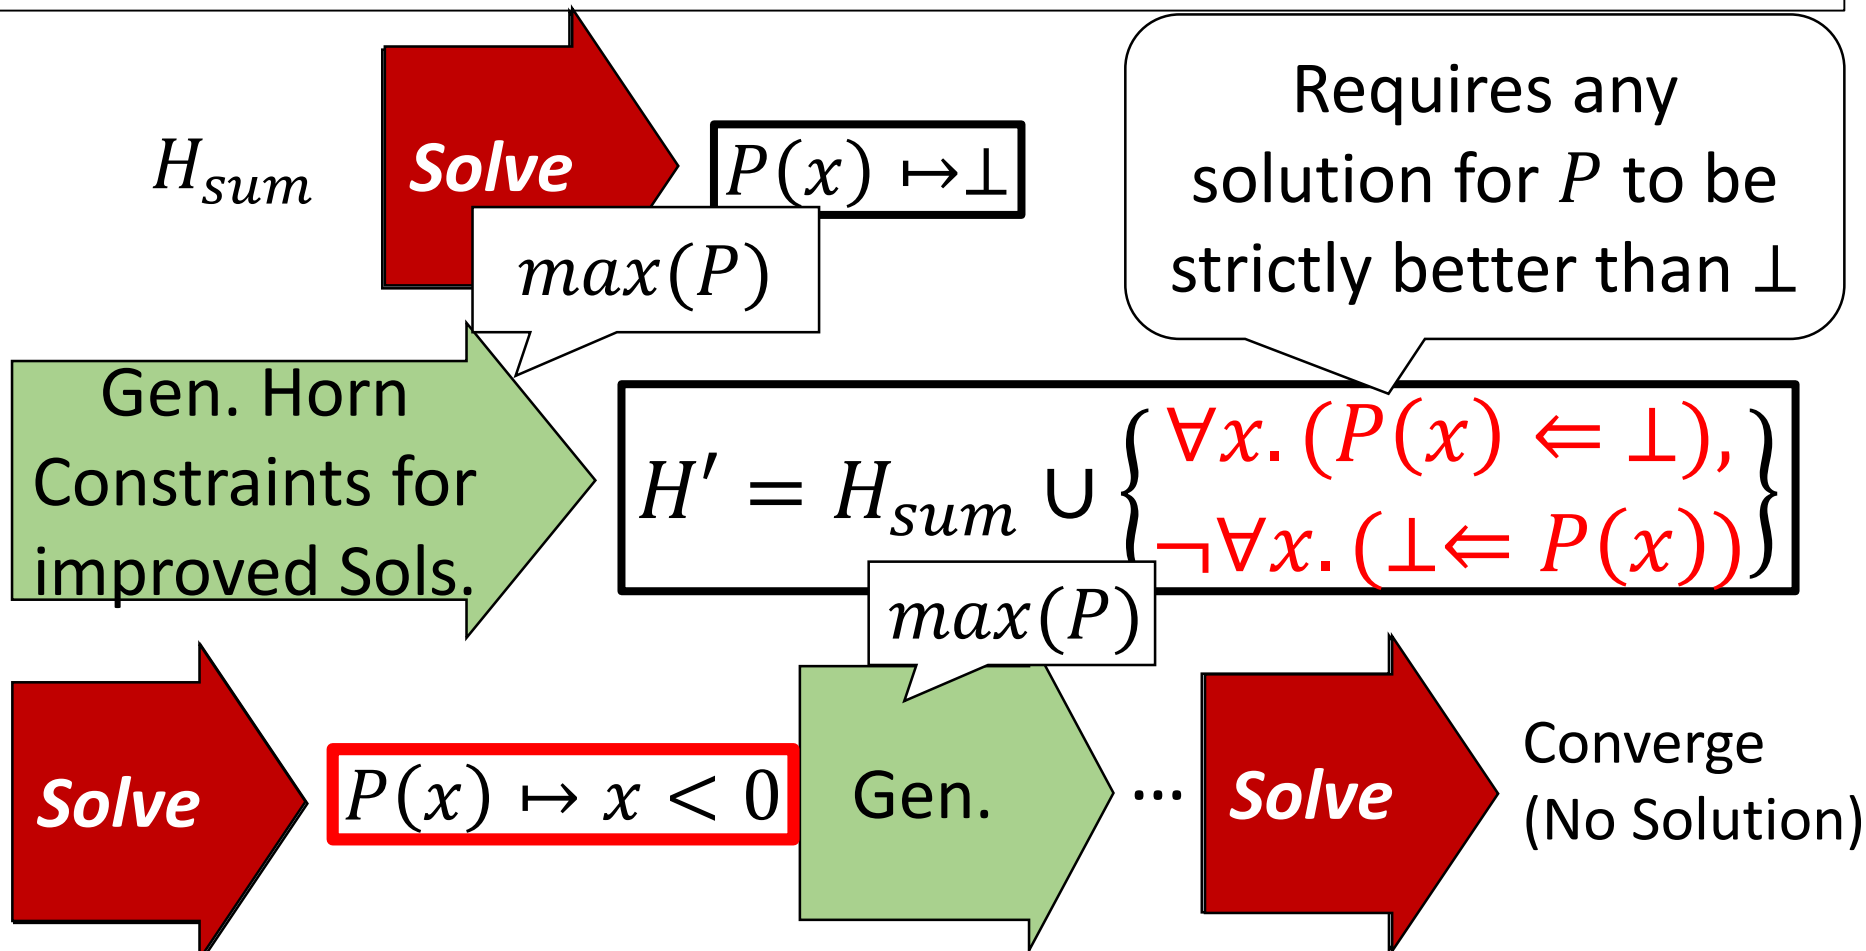 H_sum
Solve
P(x) ↦⊥
max(P)
Requires any
solution for P to be
strictly better than ⊥
Gen. Horn
Constraints for
improved Sols.
H′ = H_sum ∪ { ∀x. (P(x) ⇐ ⊥),
¬∀x. (⊥⇐ P(x)) }
max(P)
Solve
P(x) ↦ x < 0
Gen.
...
Solve
Converge
(No Solution)